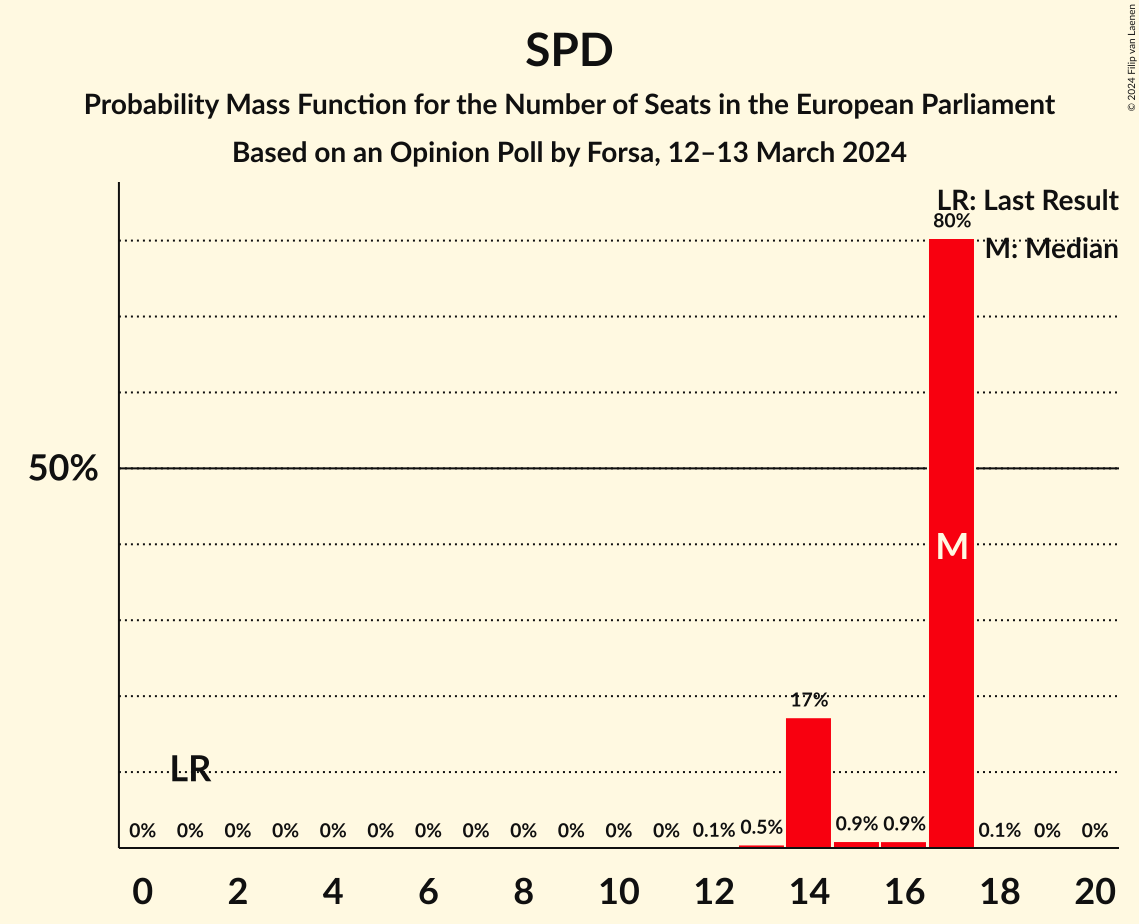 SPD
Probability Mass Function for the Number of Seats in the European Parliament
Based on an Opinion Poll by Forsa, 12–13 March 2024
© 2024 Filip van Laenen
LR: Last Result
M: Median
80%
50%
M
17%
LR
0% 0% 0% 0% 0% 0% 0% 0% 0% 0% 0% 0% 0.1% 0.5% 0.9% 0.9% 0.1% 0% 0%
0 2 4 6 8 10 12 14 16 18 20